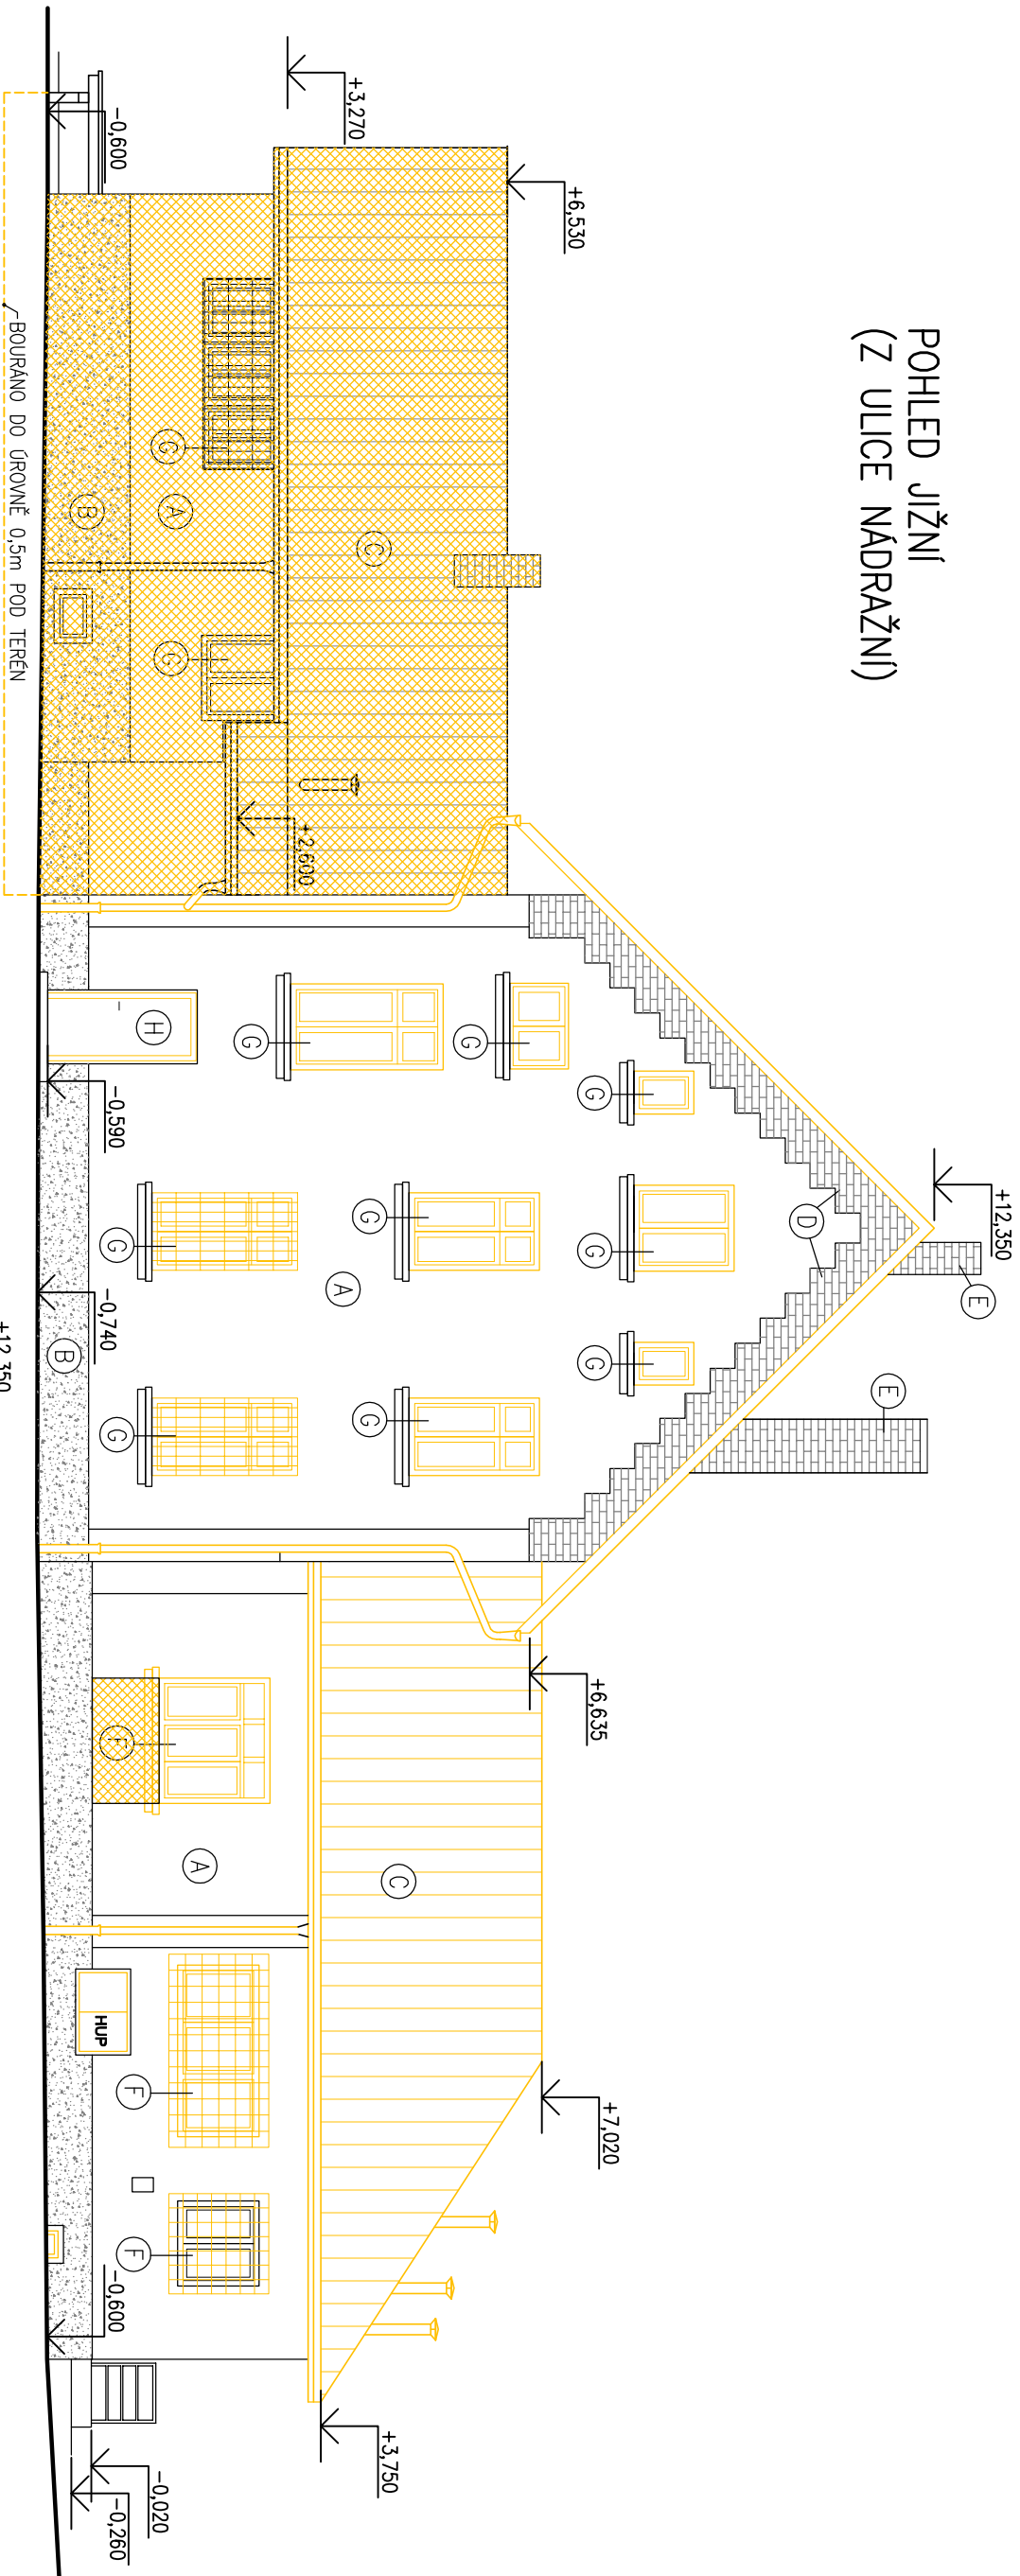 POHLED JIŽNÍ
(Z ULICE NÁDRAŽNÍ)
+12,350
E
E
D
+6,530
+6,635
+7,020
+3,270
+3,750
C
C
+2,600
G
G
A
B
G
G
G
G
G
G
G
G
G
H
A
B
F
A
F
F
HUP
-0,600
-0,590
-0,740
-0,600
-0,020
-0,260
BOURÁNO DO ÚROVNĚ 0,5m POD TERÉN
+12,350